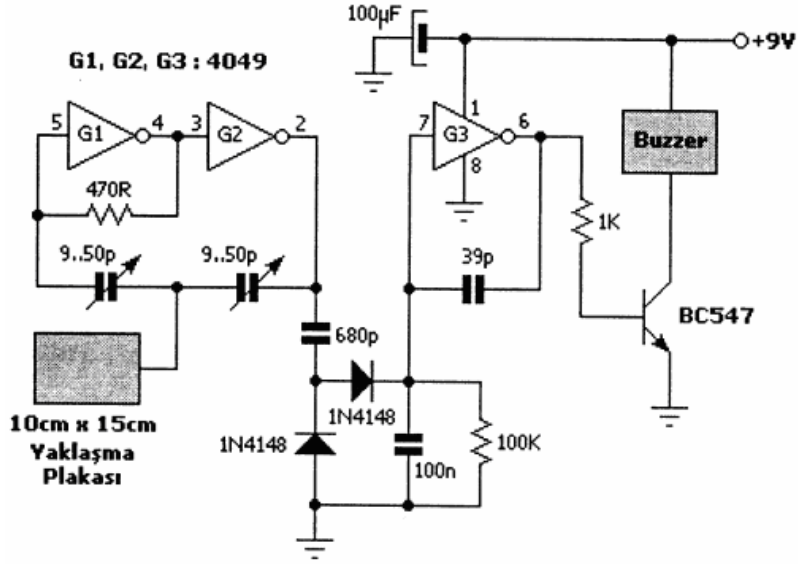 100µF
+9V
G1, G2, G3 : 4049
5
G1
4
3
G2
2
7
G3
1
6
8
Buzzer
470R
1K
9..50p
9..50p
39p
BC547
680p
10cm x 15cm
Yaklaşma
Plakası
1N4148
1N4148
100n
100K